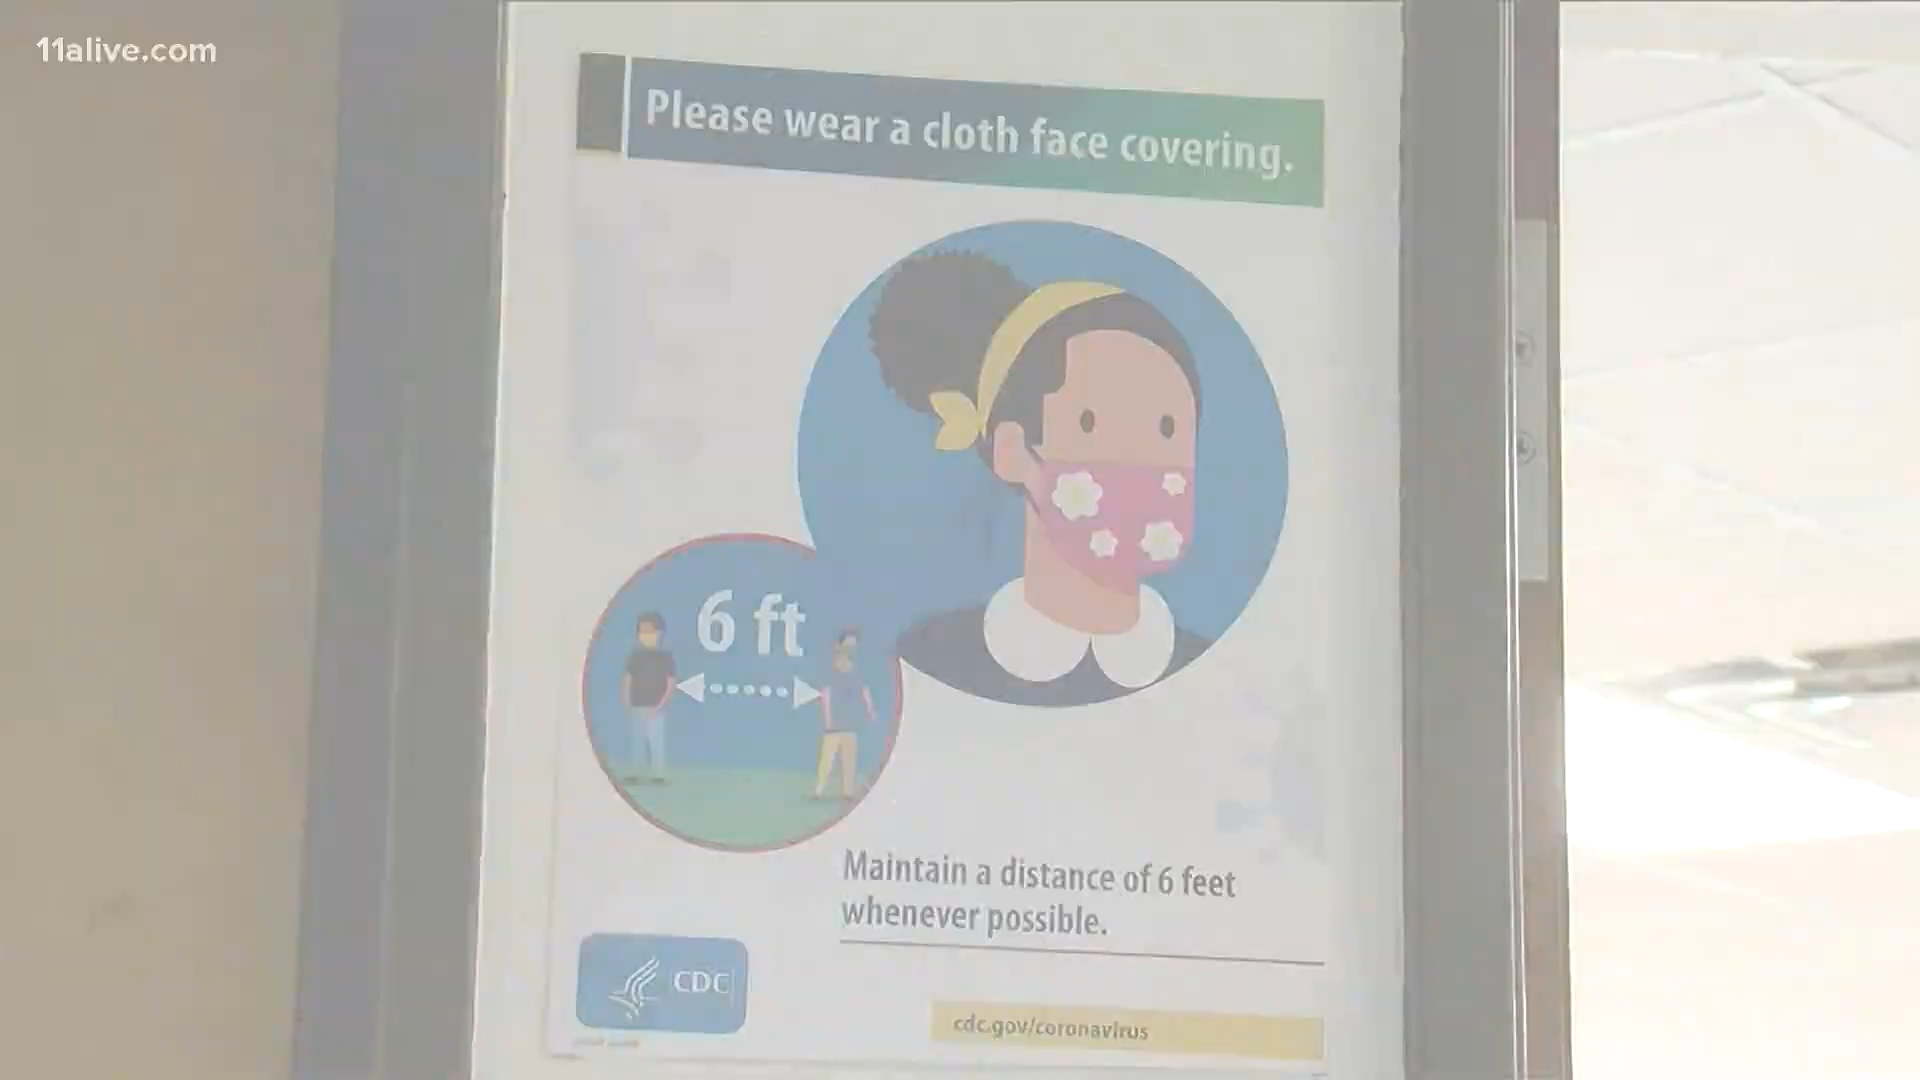 11alive.com
Please wear a cloth face covering.
6 ft
Maintain a distance of 6 feet
whenever possible.
CDC
cdc.gov/coronavirus